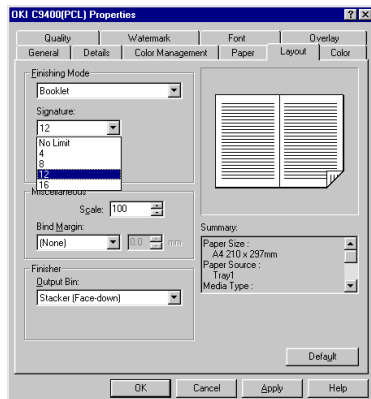 OKI C9400(PCL) Properties
Quality Watermark Font Overlay
General Details Color Management Paper Layout Color
Finishing Mode
Booklet
Signature:
12
No Limit
4
8
12
16
Miscellaneous
Scale: 100
Bind Margin:
(None) 0.0 mm
Finisher
Output Bin:
Stacker (Face-down)
Summary:
Paper Size :
A4 210 x 297mm
Paper Source :
Tray1
Media Type :
Default
OK Cancel Apply Help